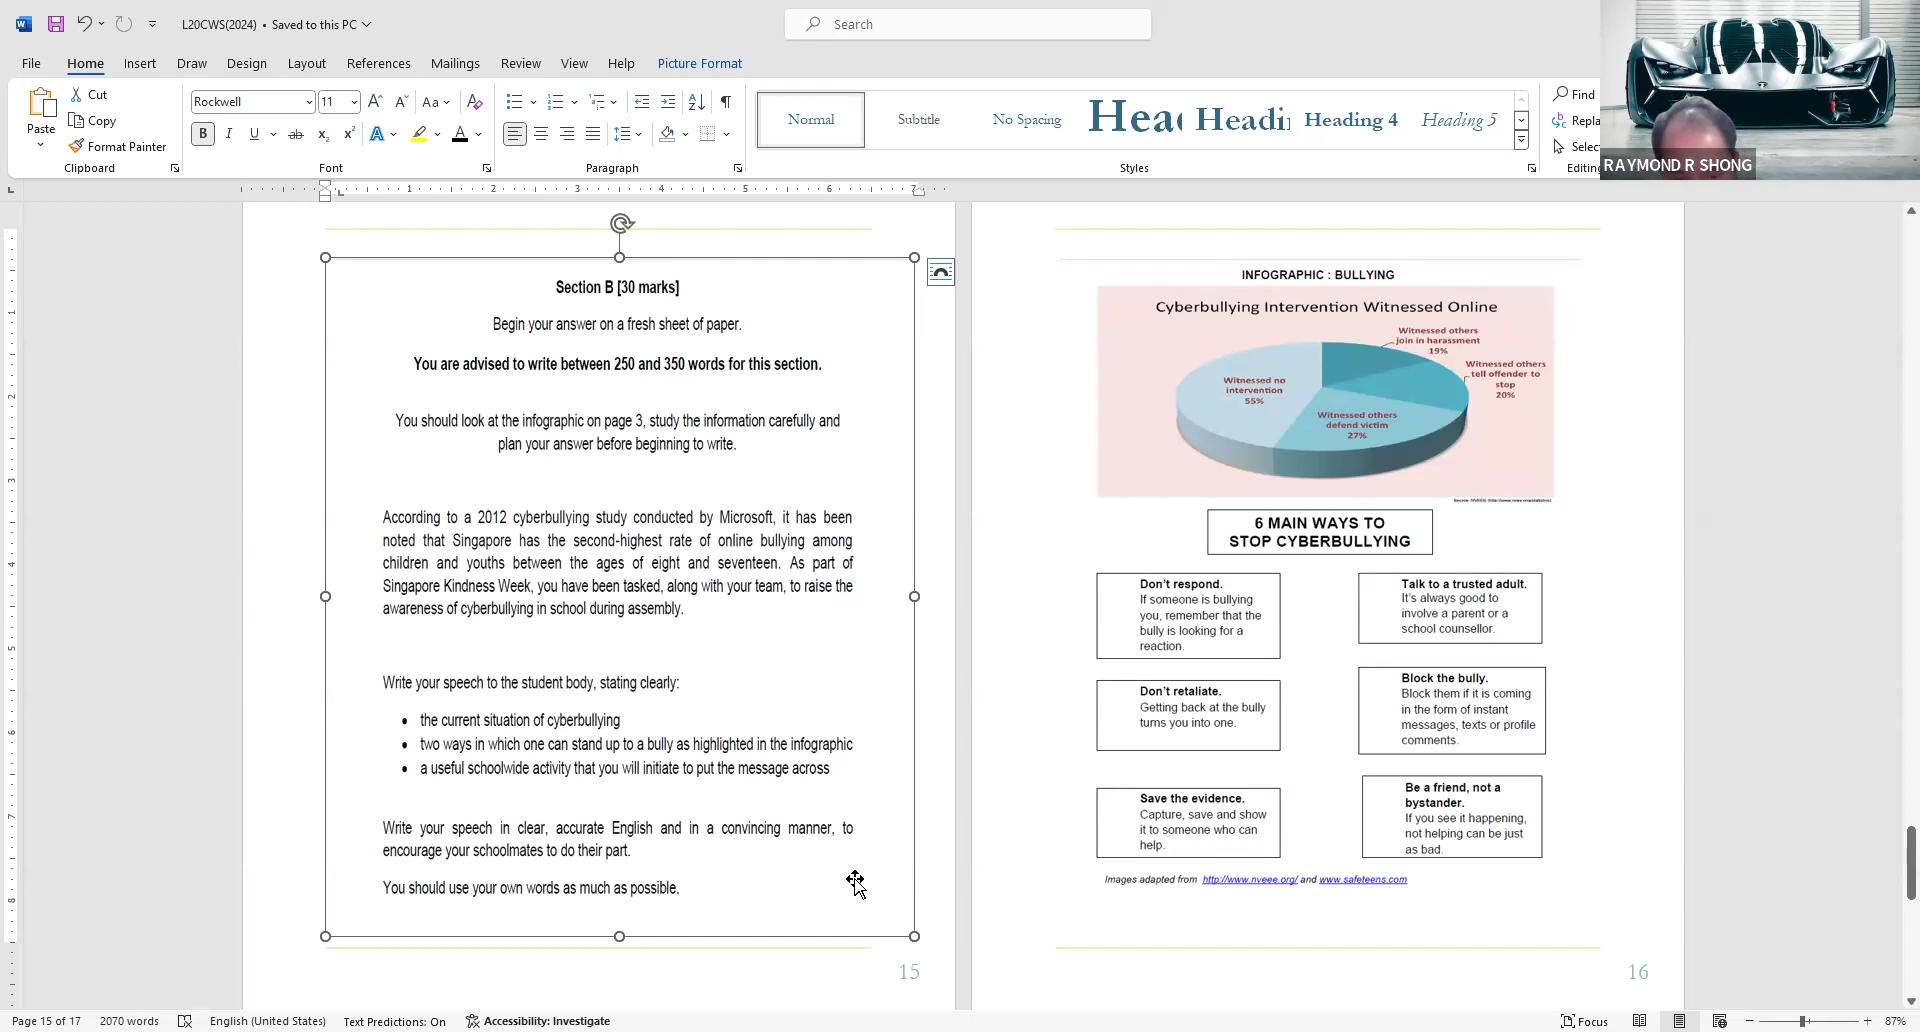 L20CWS(2024) • Saved to this PC
Search
File Home Insert Draw Design Layout References Mailings Review View Help Picture Format
Paste
Cut
Copy
Format Painter
Clipboard
Rockwell 11
Font
Paragraph
Normal Subtitle No Spacing Head Headi Heading 4 Heading 5
Styles
Find
Repla
Selec
Editing
RAYMOND R SHONG
Section B [30 marks]
Begin your answer on a fresh sheet of paper.
You are advised to write between 250 and 350 words for this section.
You should look at the infographic on page 3, study the information carefully and
plan your answer before beginning to write.
According to a 2012 cyberbullying study conducted by Microsoft, it has been
noted that Singapore has the second-highest rate of online bullying among
children and youths between the ages of eight and seventeen. As part of
Singapore Kindness Week, you have been tasked, along with your team, to raise the
awareness of cyberbullying in school during assembly.
Write your speech to the student body, stating clearly:
• the current situation of cyberbullying
• two ways in which one can stand up to a bully as highlighted in the infographic
• a useful schoolwide activity that you will initiate to put the message across
Write your speech in clear, accurate English and in a convincing manner, to
encourage your schoolmates to do their part.
You should use your own words as much as possible.
15
INFOGRAPHIC : BULLYING
Cyberbullying Intervention Witnessed Online
Witnessed others
join in harassment
19%
Witnessed others
tell offender to
stop
20%
Witnessed no
intervention
55%
Witnessed others
defend victim
27%
6 MAIN WAYS TO
STOP CYBERBULLYING
Don't respond.
If someone is bullying
you, remember that the
bully is looking for a
reaction.
Talk to a trusted adult.
It's always good to
involve a parent or a
school counsellor.
Don't retaliate.
Getting back at the bully
turns you into one.
Block the bully.
Block them if it is coming
in the form of instant
messages, texts or profile
comments.
Save the evidence.
Capture, save and show
it to someone who can
help.
Be a friend, not a
bystander.
If you see it happening,
not helping can be just
as bad.
Images adapted from http://www.nveee.org/ and www.safeteens.com
16
Page 15 of 17 2070 words English (United States) Text Predictions: On Accessibility: Investigate Focus 87%